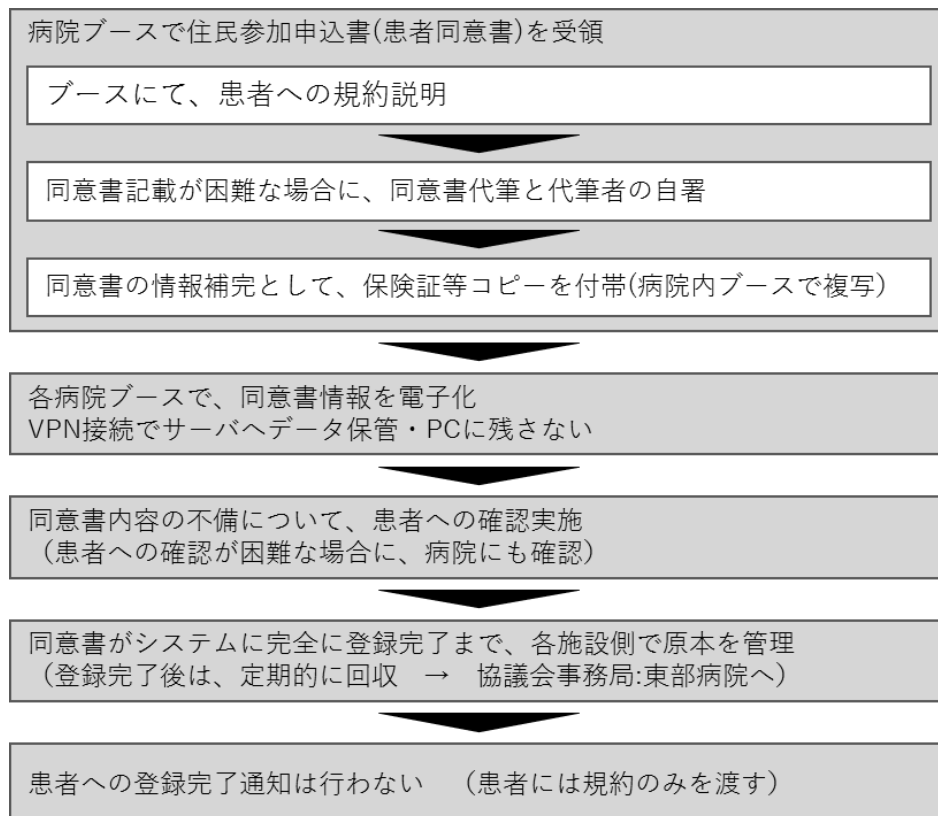 病院ブースで住民参加申込書(患者同意書)を受領
ブースにて、患者への規約説明
同意書記載が困難な場合に、同意書代筆と代筆者の自署
同意書の情報補完として、保険証等コピーを付帯(病院内ブースで複写)
各病院ブースで、同意書情報を電子化
VPN接続でサーバへデータ保管・PCに残さない
同意書内容の不備について、患者への確認実施
（患者への確認が困難な場合に、病院にも確認）
同意書がシステムに完全に登録完了まで、各施設側で原本を管理
（登録完了後は、定期的に回収　→　協議会事務局:東部病院へ）
患者への登録完了通知は行わない　（患者には規約のみを渡す）